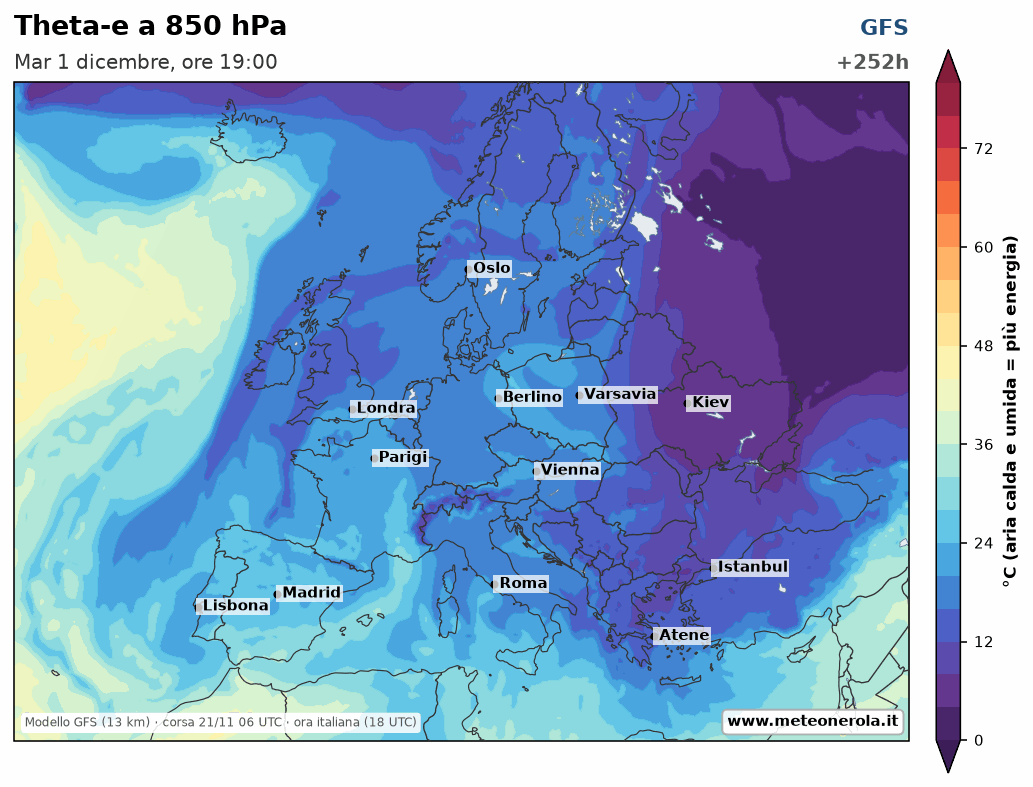 Theta-e a 850 hPa
GFS
Mar 1 dicembre, ore 19:00
+252h
72
60
48
36
24
12
0
°C (aria calda e umida = più energia)
Oslo
Berlino
Varsavia
Kiev
Londra
Parigi
Vienna
Istanbul
Roma
Madrid
Lisbona
Atene
Modello GFS (13 km) · corsa 21/11 06 UTC · ora italiana (18 UTC)
www.meteonerola.it